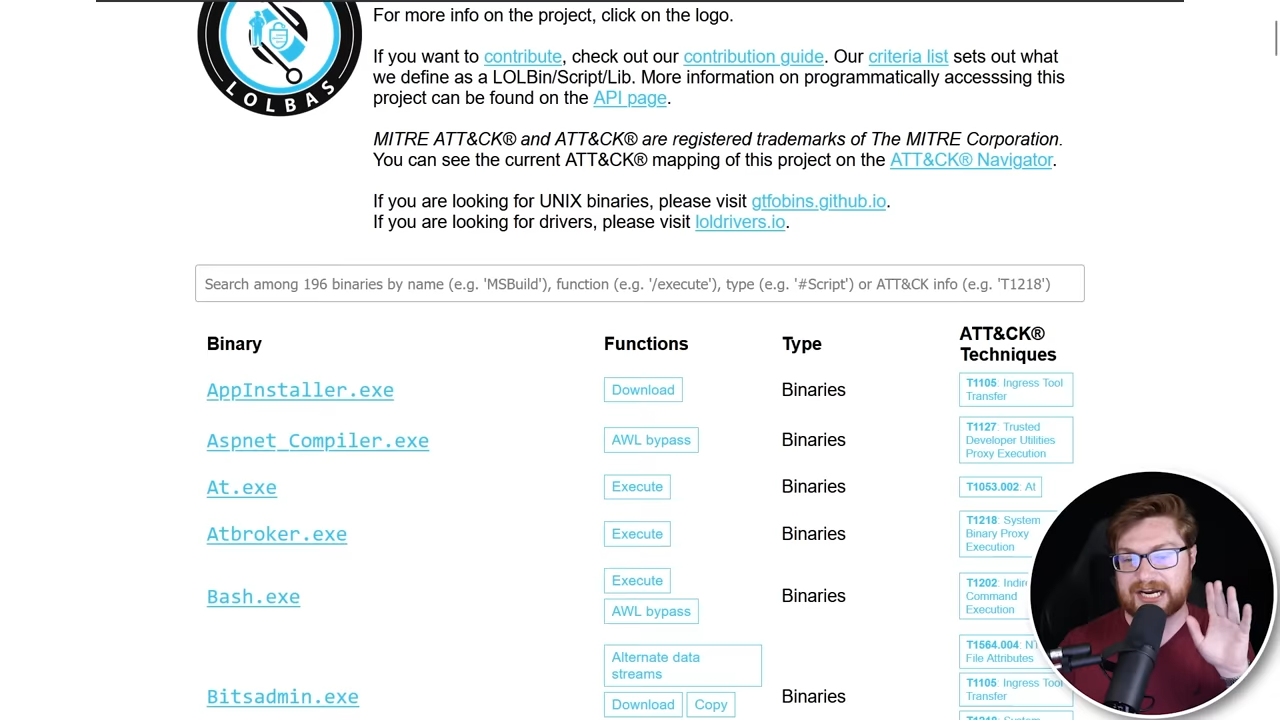 For more info on the project, click on the logo.
If you want to contribute, check out our contribution guide. Our criteria list sets out what
we define as a LOLBin/Script/Lib. More information on programmatically accesssing this
project can be found on the API page.
LOLBAS
MITRE ATT&CK® and ATT&CK® are registered trademarks of The MITRE Corporation.
You can see the current ATT&CK® mapping of this project on the ATT&CK® Navigator.
If you are looking for UNIX binaries, please visit gtfobins.github.io.
If you are looking for drivers, please visit loldrivers.io.
Search among 196 binaries by name (e.g. 'MSBuild'), function (e.g. '/execute'), type (e.g. '#Script') or ATT&CK info (e.g. 'T1218')
Binary
Functions
Type
ATT&CK®
Techniques
AppInstaller.exe
Download
Binaries
T1105: Ingress Tool
Transfer
Aspnet_Compiler.exe
AWL bypass
Binaries
T1127: Trusted
Developer Utilities
Proxy Execution
At.exe
Execute
Binaries
T1053.002: At
Atbroker.exe
Execute
Binaries
T1218: System
Binary Proxy
Execution
Bash.exe
Execute
AWL bypass
Binaries
T1202:
Command
Execution
Bitsadmin.exe
Alternate data
streams
Download
Copy
Binaries
T1564.004:
File Attributes
T1105: Ingress Tool
Transfer